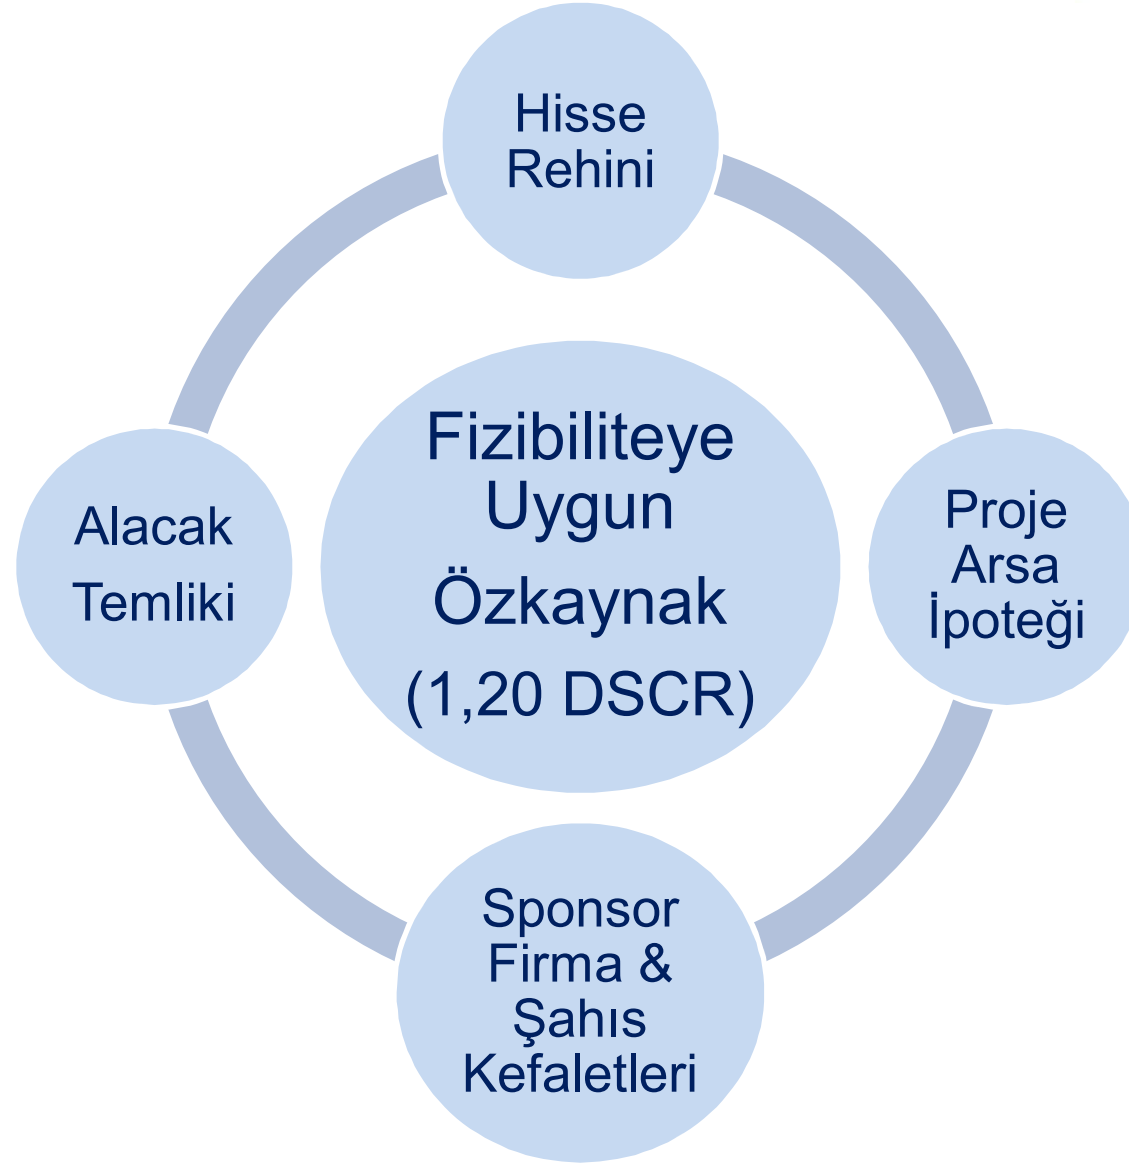 Hisse
Rehini
Fizibiliteye
Uygun
Özkaynak
(1,20 DSCR)
Alacak
Temliki
Proje
Arsa
İpoteği
Sponsor
Firma &
Şahıs
Kefaletleri